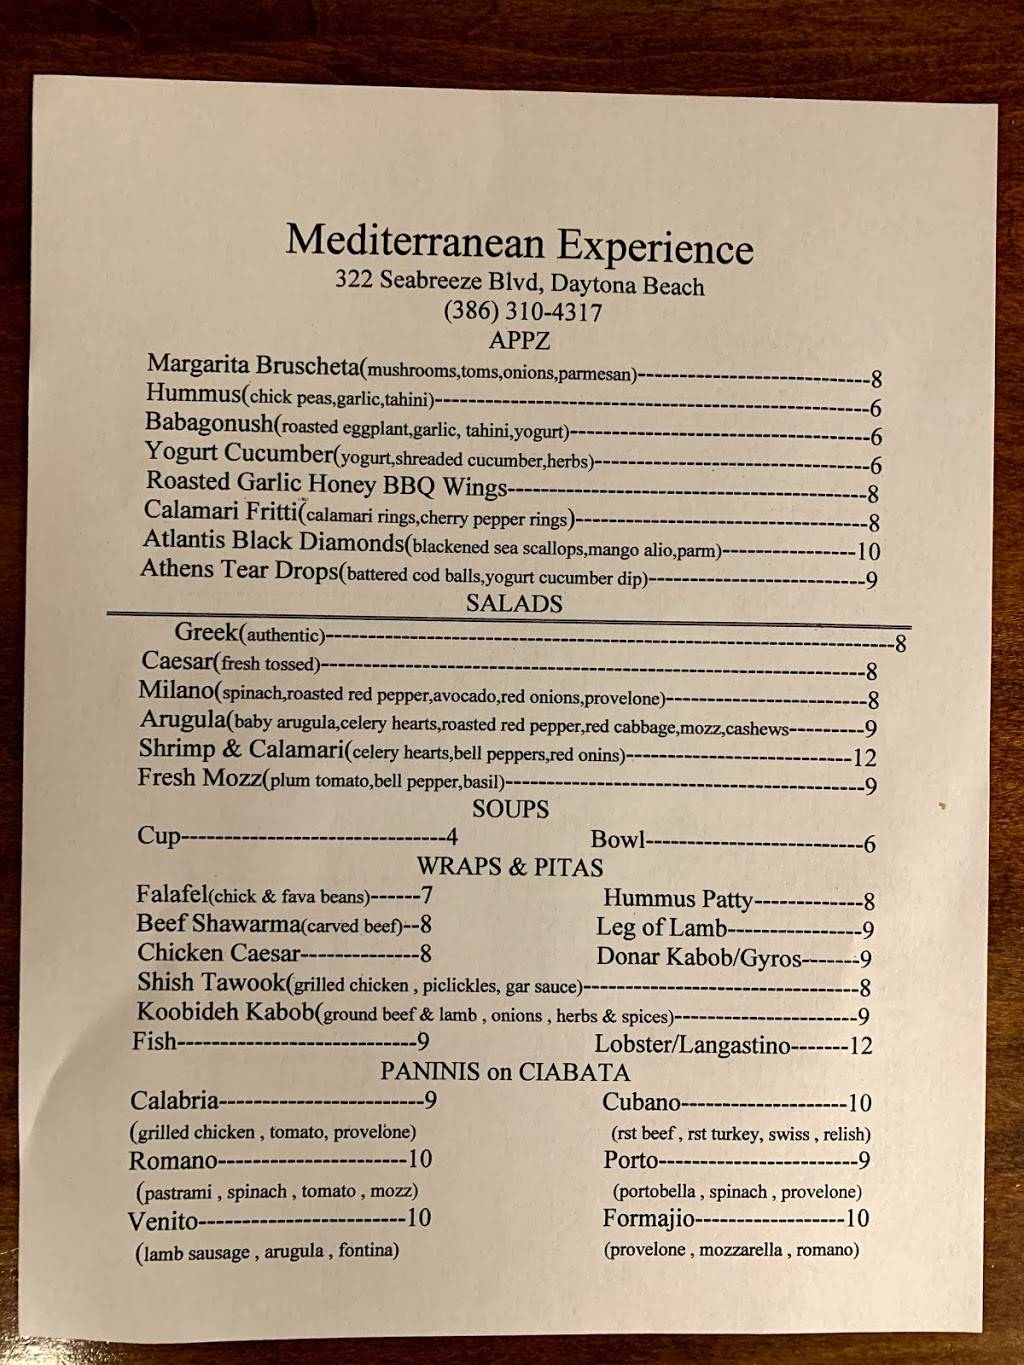 Mediterranean Experience
322 Seabreeze Blvd, Daytona Beach
(386) 310-4317
APPZ
Margarita Bruscheta(mushrooms,toms,onions,parmesan)----------------------------8
Hummus(chick peas,garlic,tahini)----------------------------------------------------6
Babagonush(roasted eggplant,garlic, tahini,yogurt)------------------------------------6
Yogurt Cucumber(yogurt,shreaded cucumber,herbs)---------------------------------6
Roasted Garlic Honey BBQ Wings-------------------------------------------8
Calamari Fritti(calamari rings,cherry pepper rings)-----------------------------------8
Atlantis Black Diamonds(blackened sea scallops,mango alio,parm)----------------10
Athens Tear Drops(battered cod balls,yogurt cucumber dip)--------------------------9
SALADS
Greek(authentic)--------------------------------------------------------------------8
Caesar(fresh tossed)-----------------------------------------------------------------8
Milano(spinach,roasted red pepper,avocado,red onions,provelone)------------------------8
Arugula(baby arugula,celery hearts,roasted red pepper,red cabbage,mozz,cashews---------9
Shrimp & Calamari(celery hearts,bell peppers,red onins)---------------------------12
Fresh Mozz(plum tomato,bell pepper,basil)-------------------------------------------9
SOUPS
Cup--------------------------------4 Bowl--------------------------6
WRAPS & PITAS
Falafel(chick & fava beans)------7 Hummus Patty-------------8
Beef Shawarma(carved beef)--8 Leg of Lamb----------------9
Chicken Caesar--------------8 Donar Kabob/Gyros-------9
Shish Tawook(grilled chicken , piclickles, gar sauce)---------------------------------8
Koobideh Kabob(ground beef & lamb , onions , herbs & spices)----------------------9
Fish-----------------------------9 Lobster/Langastino-------12
PANINIS on CIABATA
Calabria-------------------------9 Cubano--------------------10
(grilled chicken , tomato, provelone) (rst beef , rst turkey, swiss , relish)
Romano-----------------------10 Porto------------------------9
(pastrami , spinach , tomato , mozz) (portobella , spinach , provelone)
Venito-------------------------10 Formajio------------------10
(lamb sausage , arugula , fontina) (provelone , mozzarella , romano)